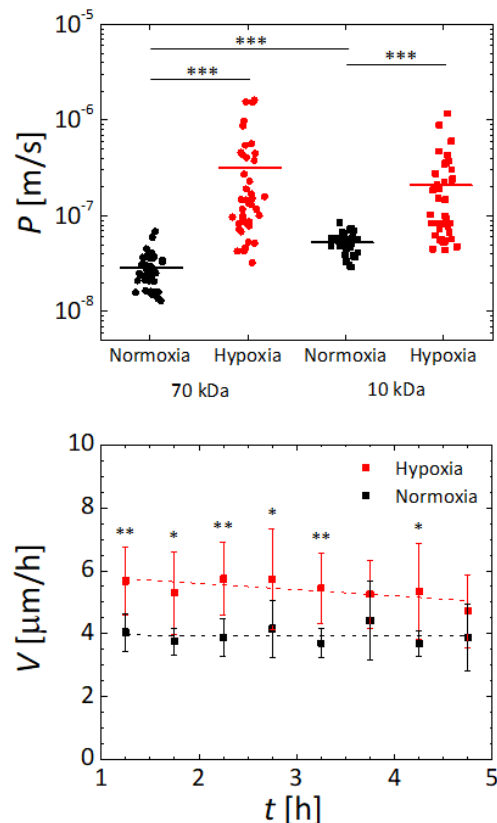 10⁻⁵
*** 
*** ***
10⁻⁶
P [m/s]
10⁻⁷
10⁻⁸
Normoxia Hypoxia Normoxia Hypoxia
70 kDa 10 kDa
10
Hypoxia
Normoxia
8
** * ** * ** *
6
V [µm/h]
4
2
0
1 2 3 4 5
t [h]